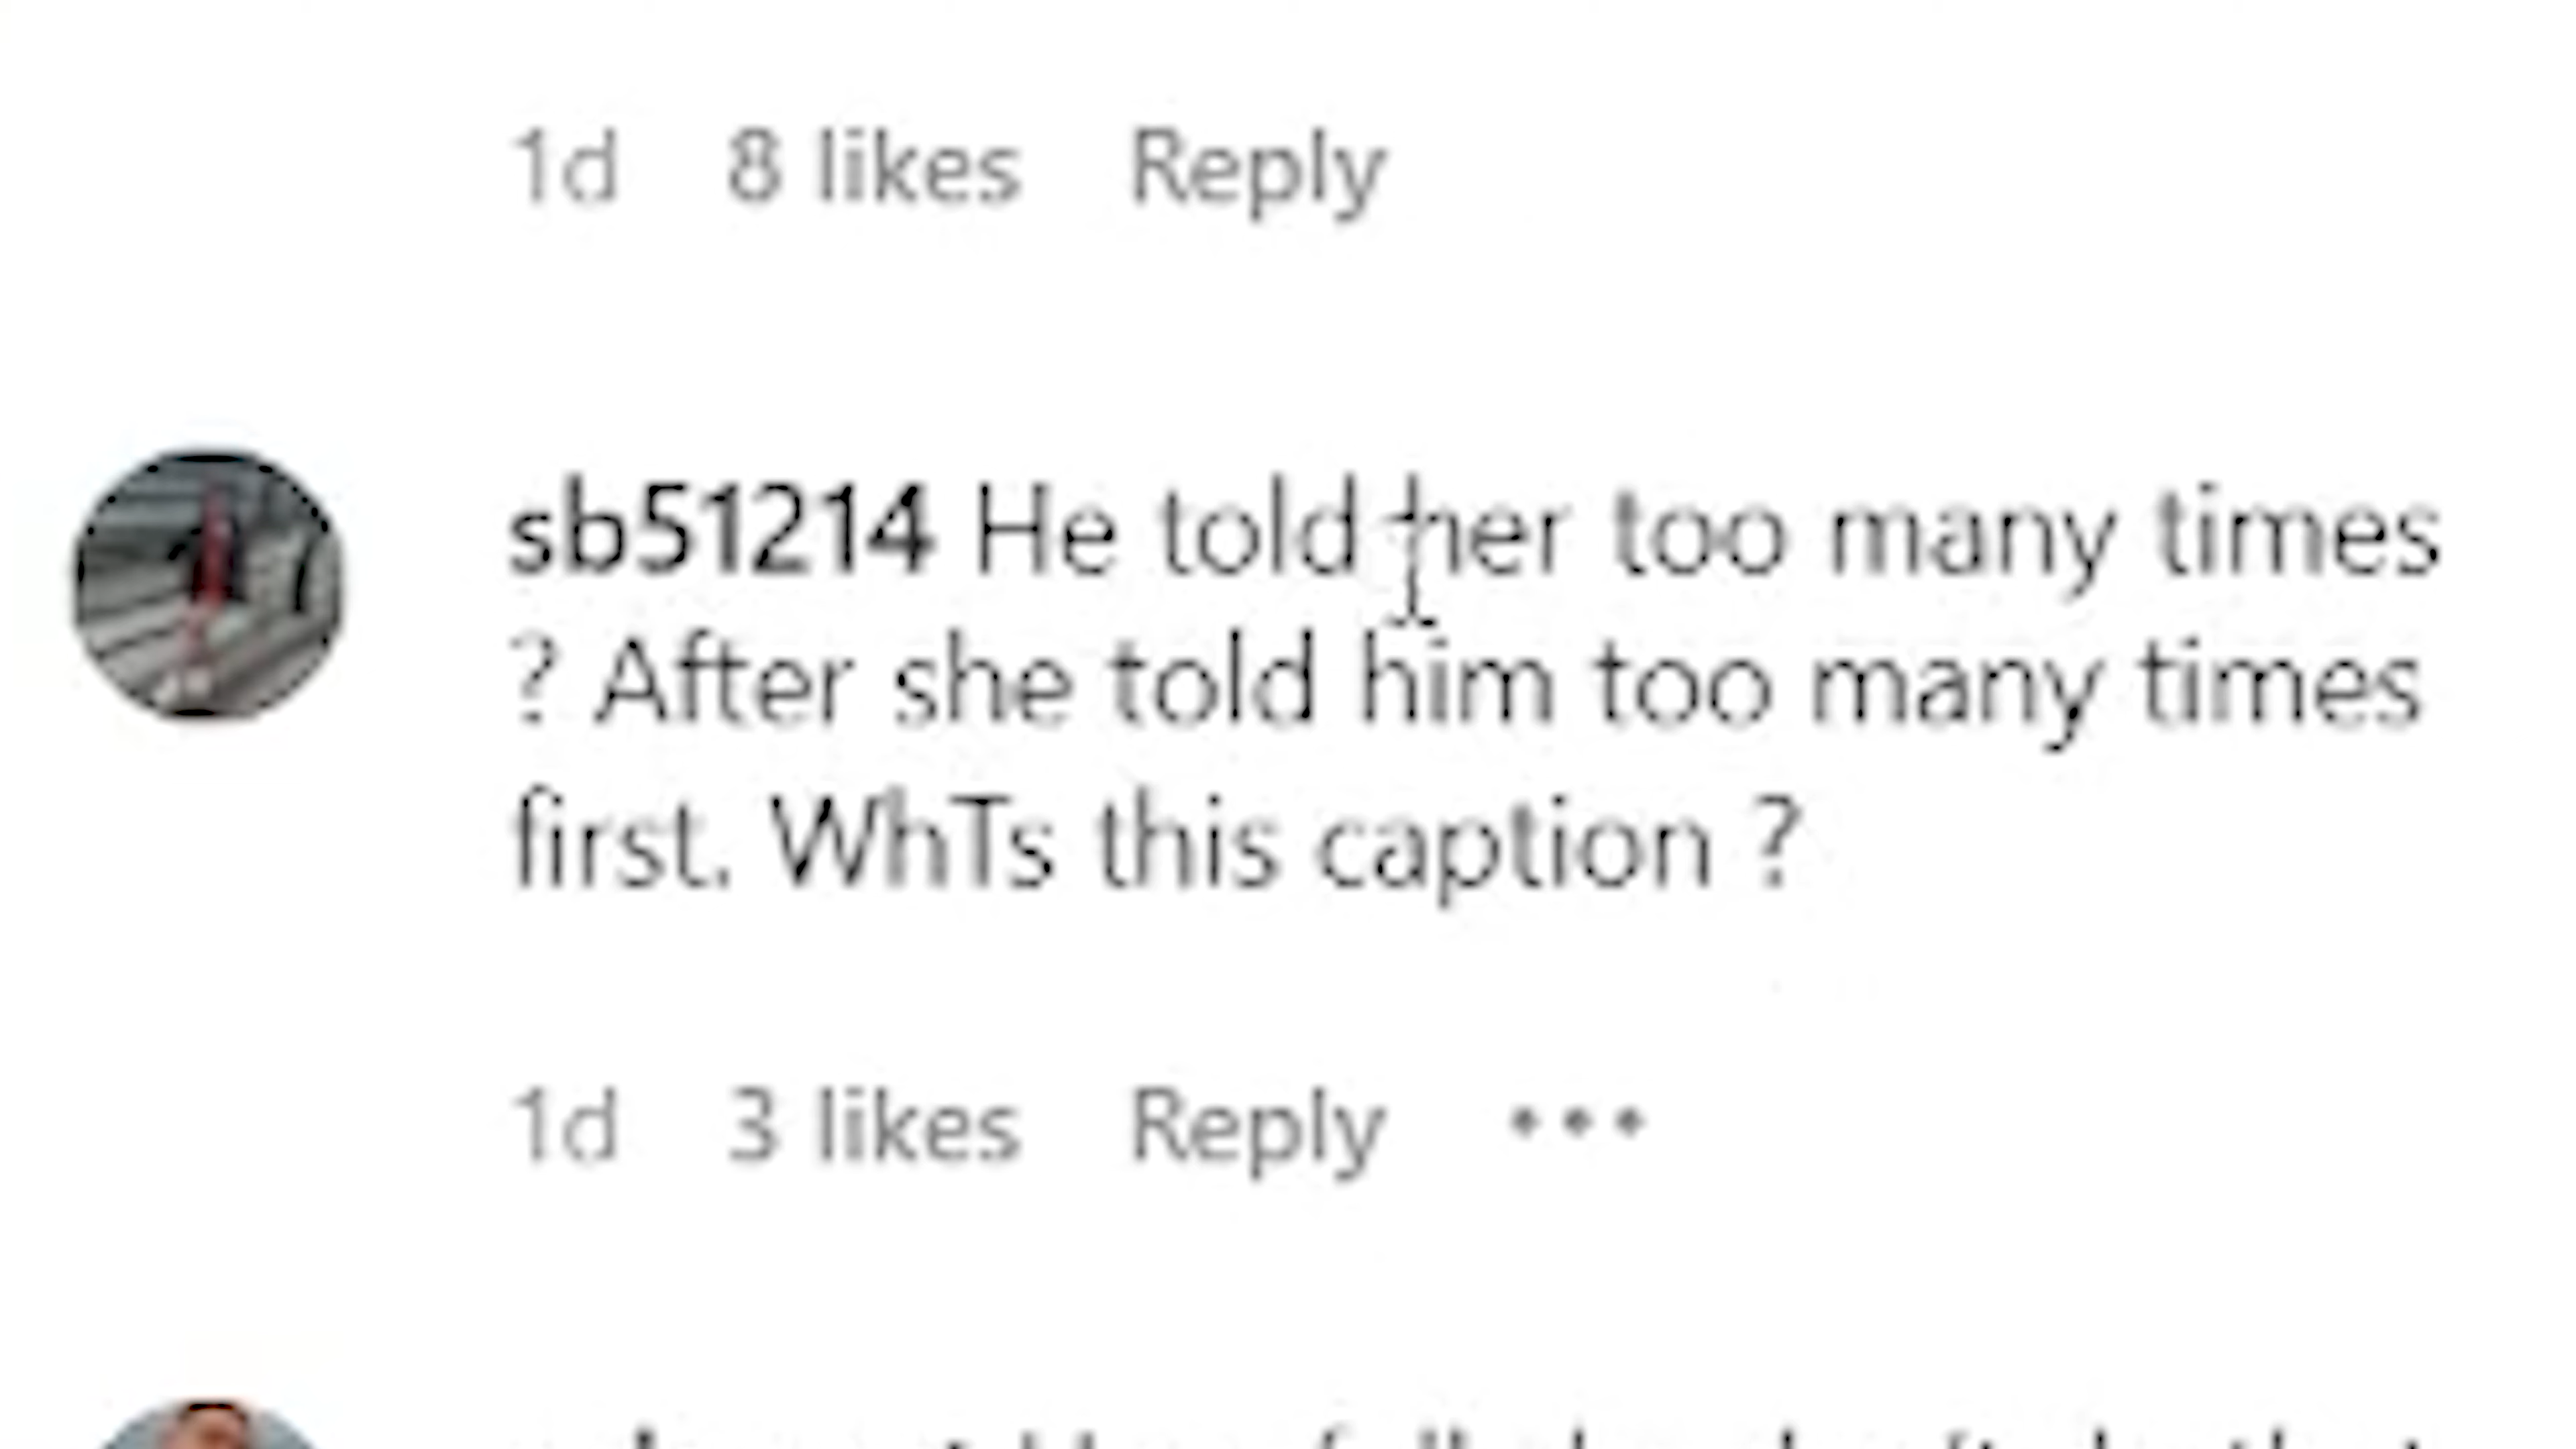 1d 8 likes Reply
sb51214 He told her too many times
? After she told him too many times
first. WhTs this caption ?
1d 3 likes Reply •••